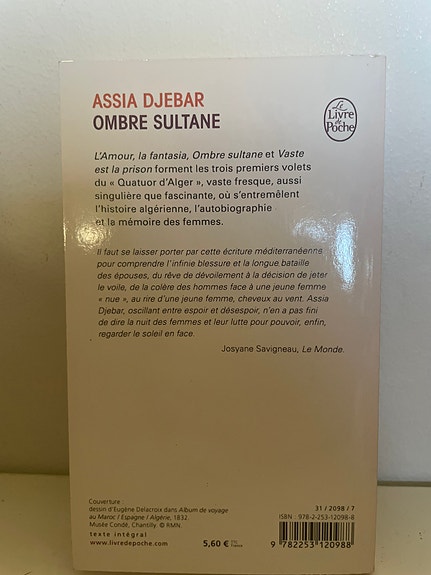 ASSIA DJEBAR
OMBRE SULTANE
Le
Livre
de
Poche
L'Amour, la fantasia, Ombre sultane et Vaste
est la prison forment les trois premiers volets
du « Quatuor d'Alger », vaste fresque, aussi
singulière que fascinante, où s'entremêlent
l'histoire algérienne, l'autobiographie
et la mémoire des femmes.
Il faut se laisser porter par cette écriture méditerranéenne
pour comprendre l'infinie blessure et la longue bataille
des épouses, du rêve de dévoilement à la décision de jeter
le voile, de la colère des hommes face à une jeune femme
« nue », au rire d'une jeune femme, cheveux au vent. Assia
Djebar, oscillant entre espoir et désespoir, n'en a pas fini
de dire la nuit des femmes et leur lutte pour pouvoir, enfin,
regarder le soleil en face.
Josyane Savigneau, Le Monde.
Couverture :
dessin d'Eugène Delacroix dans Album de voyage
au Maroc / Espagne / Algérie, 1832.
Musée Condé, Chantilly. © RMN.
texte intégral
www.livredepoche.com
5,60 € TTC
France
31 / 2098 / 7
ISBN : 978-2-253-12098-8
9 782253 120988